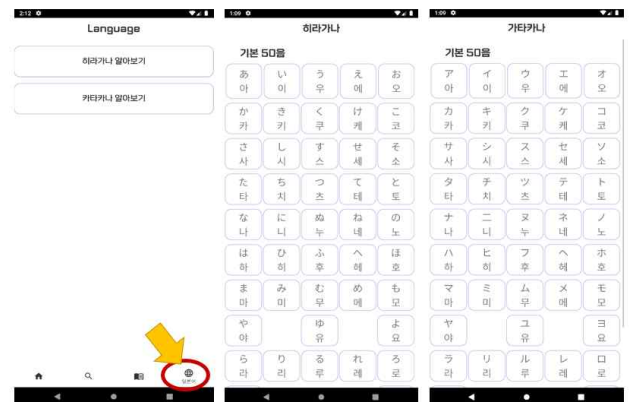 2:12
Language
히라가나 알아보기
카타카나 알아보기
일본어
1:09
히라가나
기본 50음
あ い う え お
아 이 우 에 오
か き く け こ
카 키 쿠 케 코
さ し す せ そ
사 시 스 세 소
た ち つ て と
타 치 츠 테 토
な に ぬ ね の
나 니 누 네 노
は ひ ふ へ ほ
하 히 후 헤 호
ま み む め も
마 미 무 메 모
や ゆ よ
야 유 요
ら り る れ ろ
라 리 루 레 로
1:09
가타카나
기본 50음
ア イ ウ エ オ
아 이 우 에 오
カ キ ク ケ コ
카 키 쿠 케 코
サ シ ス セ ソ
사 시 스 세 소
タ チ ツ テ ト
타 치 츠 테 토
ナ ニ ヌ ネ ノ
나 니 누 네 노
ハ ヒ フ ヘ ホ
하 히 후 헤 호
マ ミ ム メ モ
마 미 무 메 모
ヤ ユ ヨ
야 유 요
ラ リ ル レ ロ
라 리 루 레 로